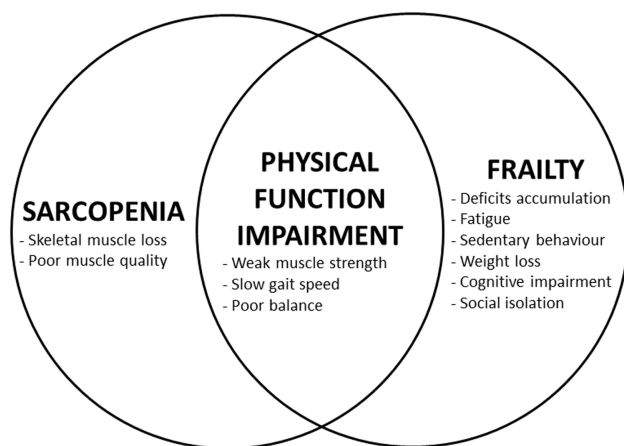 SARCOPENIA
- Skeletal muscle loss
- Poor muscle quality
PHYSICAL
FUNCTION
IMPAIRMENT
- Weak muscle strength
- Slow gait speed
- Poor balance
FRAILTY
- Deficits accumulation
- Fatigue
- Sedentary behaviour
- Weight loss
- Cognitive impairment
- Social isolation